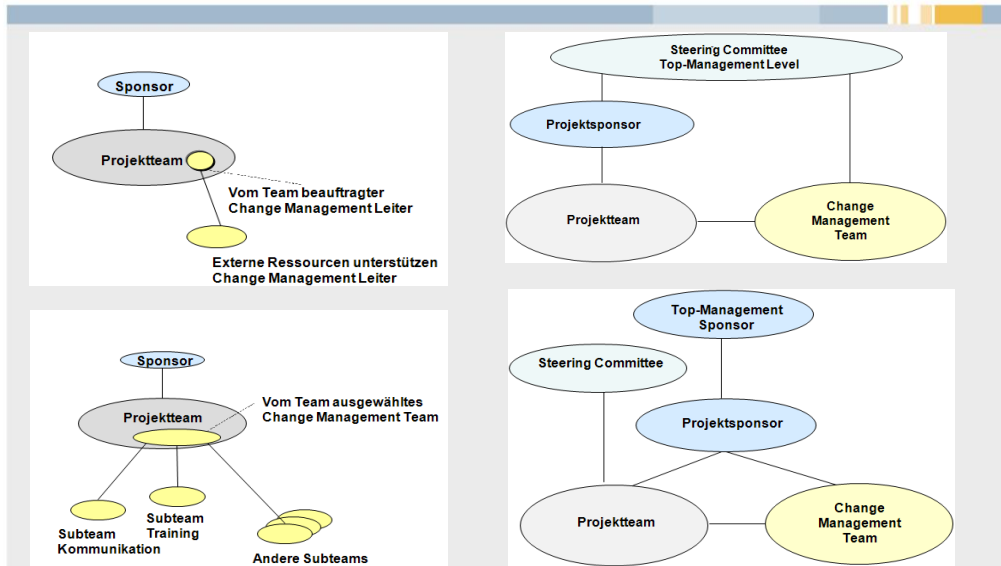 Sponsor
Projektteam
Vom Team beauftragter
Change Management Leiter
Externe Ressourcen unterstützen
Change Management Leiter
Steering Committee
Top-Management Level
Projektsponsor
Projektteam
Change
Management
Team
Sponsor
Projektteam
Vom Team ausgewähltes
Change Management Team
Subteam
Kommunikation
Subteam
Training
Andere Subteams
Top-Management
Sponsor
Steering Committee
Projektsponsor
Projektteam
Change
Management
Team